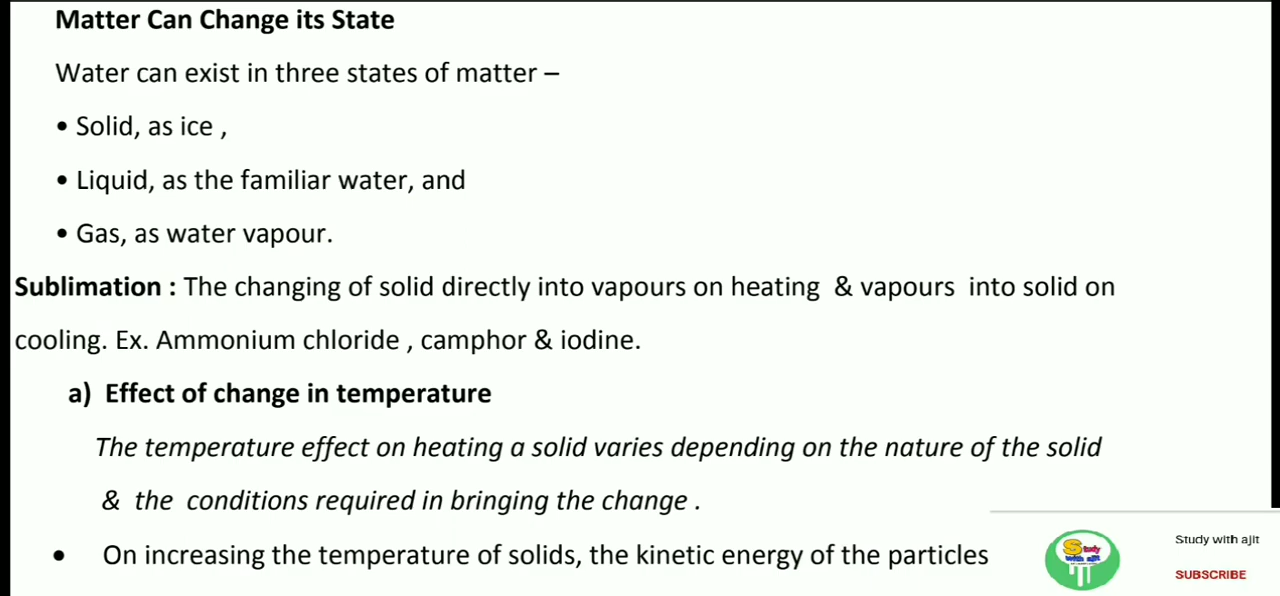 Matter Can Change its State
Water can exist in three states of matter –
• Solid, as ice ,
• Liquid, as the familiar water, and
• Gas, as water vapour.
Sublimation : The changing of solid directly into vapours on heating & vapours into solid on
cooling. Ex. Ammonium chloride , camphor & iodine.
a) Effect of change in temperature
The temperature effect on heating a solid varies depending on the nature of the solid
& the conditions required in bringing the change .
• On increasing the temperature of solids, the kinetic energy of the particles
Study
with ajit
Study with ajit
SUBSCRIBE